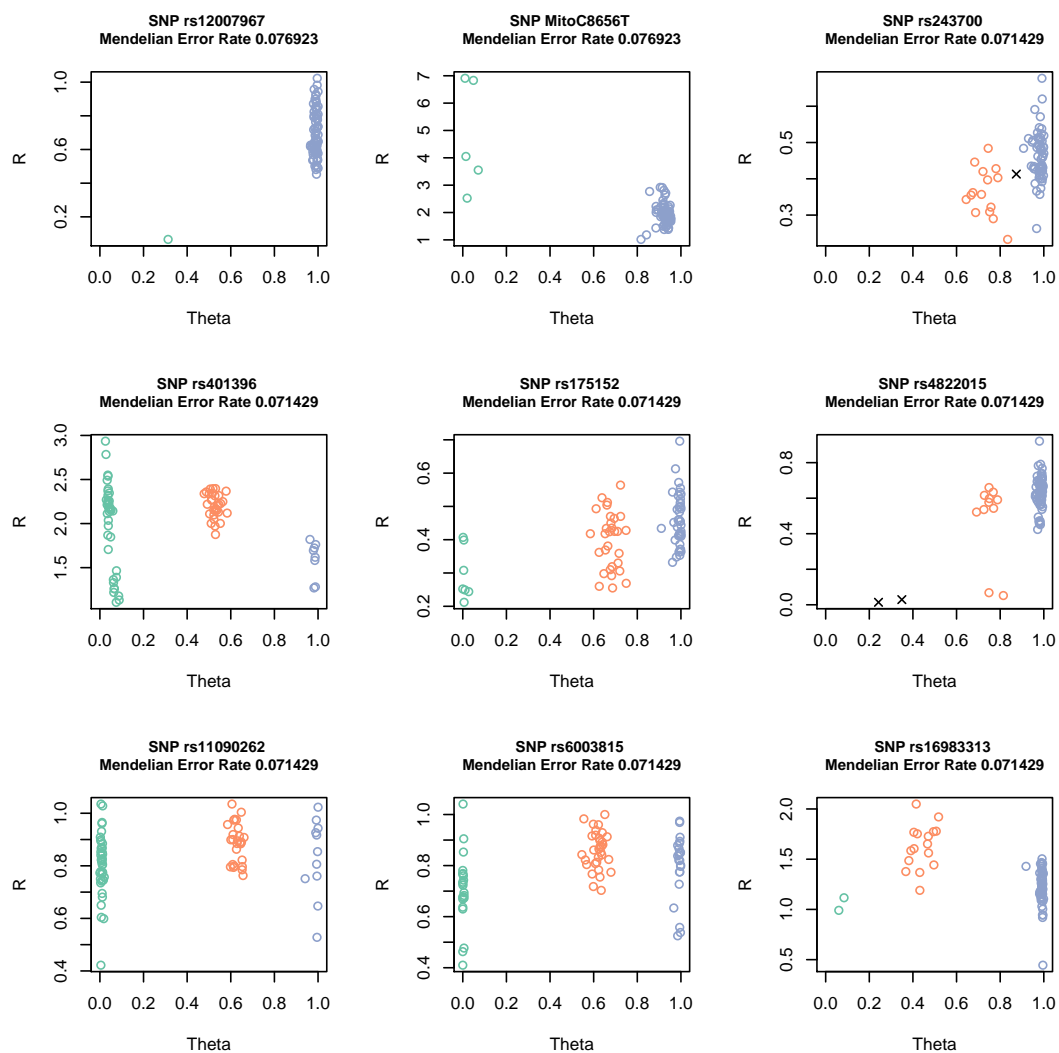 SNP rs12007967
Mendelian Error Rate 0.076923
R
1.0
0.6
0.2
0.0 0.2 0.4 0.6 0.8 1.0
Theta
SNP MitoC8656T
Mendelian Error Rate 0.076923
R
7
6
5
4
3
2
1
0.0 0.2 0.4 0.6 0.8 1.0
Theta
SNP rs243700
Mendelian Error Rate 0.071429
R
0.5
0.3
0.0 0.2 0.4 0.6 0.8 1.0
Theta
SNP rs401396
Mendelian Error Rate 0.071429
R
3.0
2.5
2.0
1.5
0.0 0.2 0.4 0.6 0.8 1.0
Theta
SNP rs175152
Mendelian Error Rate 0.071429
R
0.6
0.4
0.2
0.0 0.2 0.4 0.6 0.8 1.0
Theta
SNP rs4822015
Mendelian Error Rate 0.071429
R
0.8
0.4
0.0
0.0 0.2 0.4 0.6 0.8 1.0
Theta
SNP rs11090262
Mendelian Error Rate 0.071429
R
1.0
0.8
0.6
0.4
0.0 0.2 0.4 0.6 0.8 1.0
Theta
SNP rs6003815
Mendelian Error Rate 0.071429
R
1.0
0.8
0.6
0.4
0.0 0.2 0.4 0.6 0.8 1.0
Theta
SNP rs16983313
Mendelian Error Rate 0.071429
R
2.0
1.5
1.0
0.5
0.0 0.2 0.4 0.6 0.8 1.0
Theta